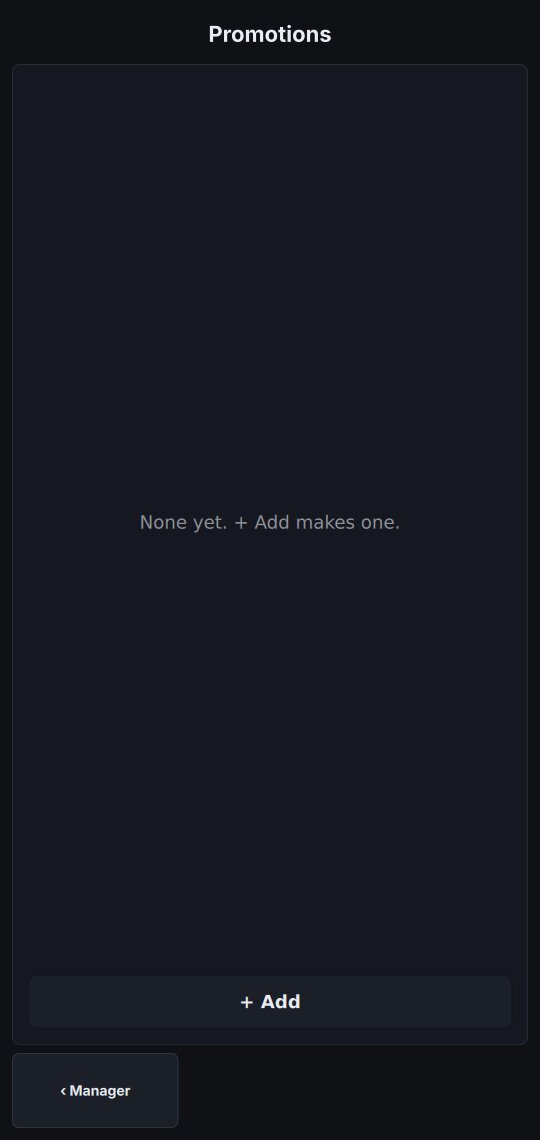 Promotions
None yet. + Add makes one.
+ Add
‹ Manager